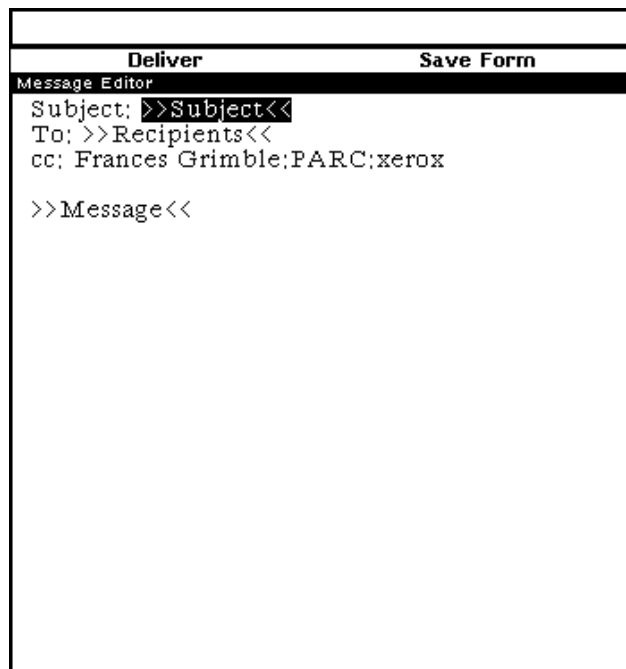 Deliver Save Form
Message Editor
Subject: >>Subject<<
To: >>Recipients<<
cc: Frances Grimble:PARC:xerox
>>Message<<